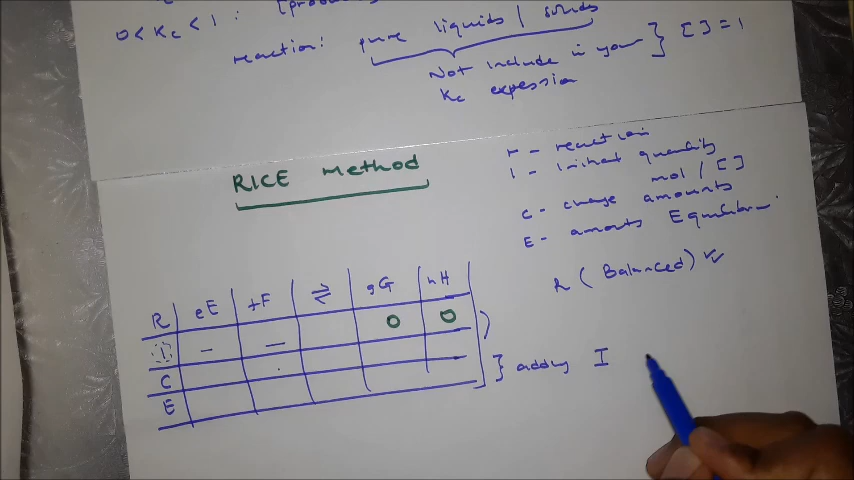 0 < Kc < 1 :
reaction: pure liquids / solids
Not include in your } [ ] = 1
Kc expession
RICE Method
r - reaction
I - Initial quantity
mol / [ ]
C - change amounts
E - amounts Equilibrium
R (Balanced)
R eE +F ⇌ gG hH
I — — 0 0
C
E
} adding I